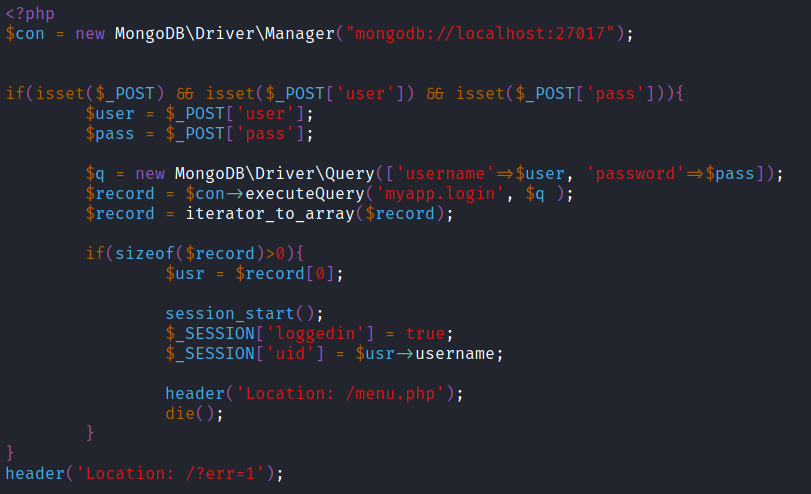 <?php
$con = new MongoDB\Driver\Manager("mongodb://localhost:27017");
if(isset($_POST) && isset($_POST['user']) && isset($_POST['pass'])){
$user = $_POST['user'];
$pass = $_POST['pass'];
$q = new MongoDB\Driver\Query(['username'=>$user, 'password'=>$pass]);
$record = $con->executeQuery('myapp.login', $q );
$record = iterator_to_array($record);
if(sizeof($record)>0){
$usr = $record[0];
session_start();
$_SESSION['loggedin'] = true;
$_SESSION['uid'] = $usr->username;
header('Location: /menu.php');
die();
}
}
header('Location: /?err=1');